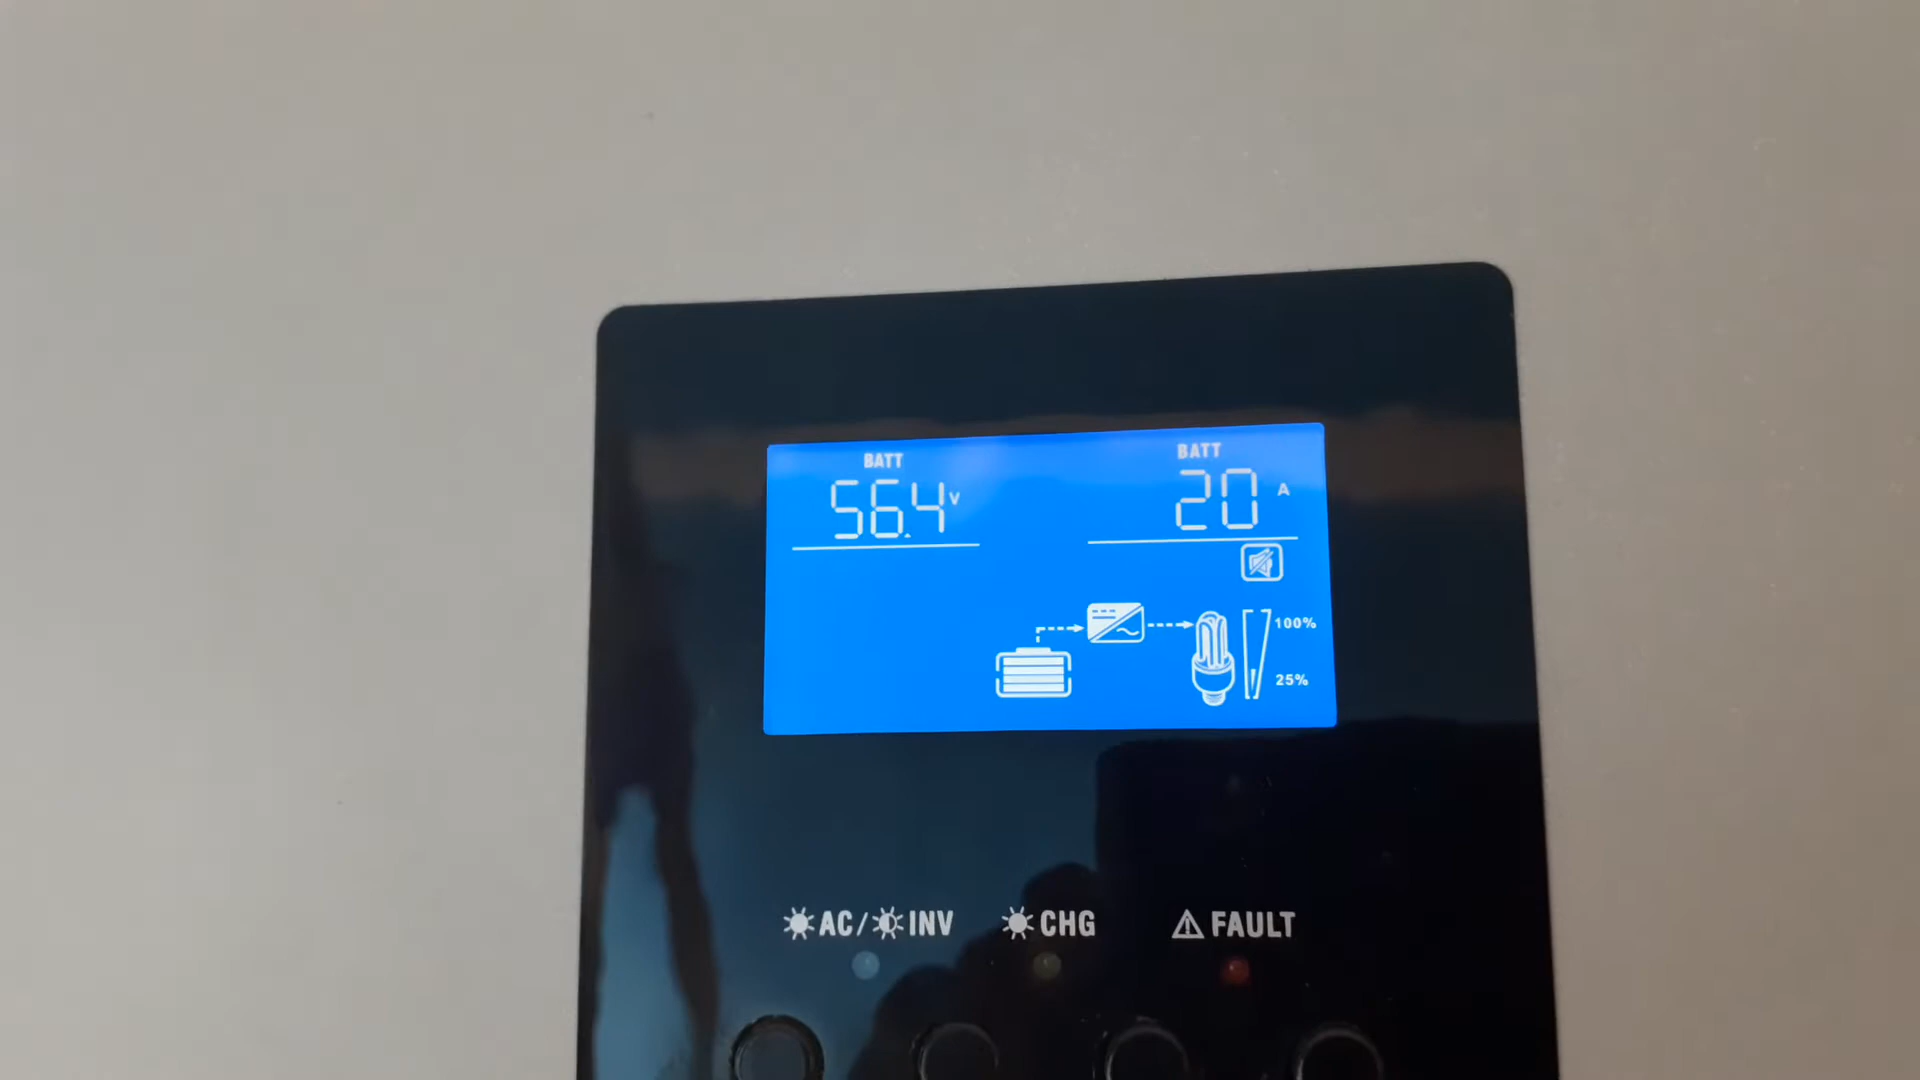 BATT BATT
56.4V 20 A
100%
25%
AC/ INV CHG FAULT